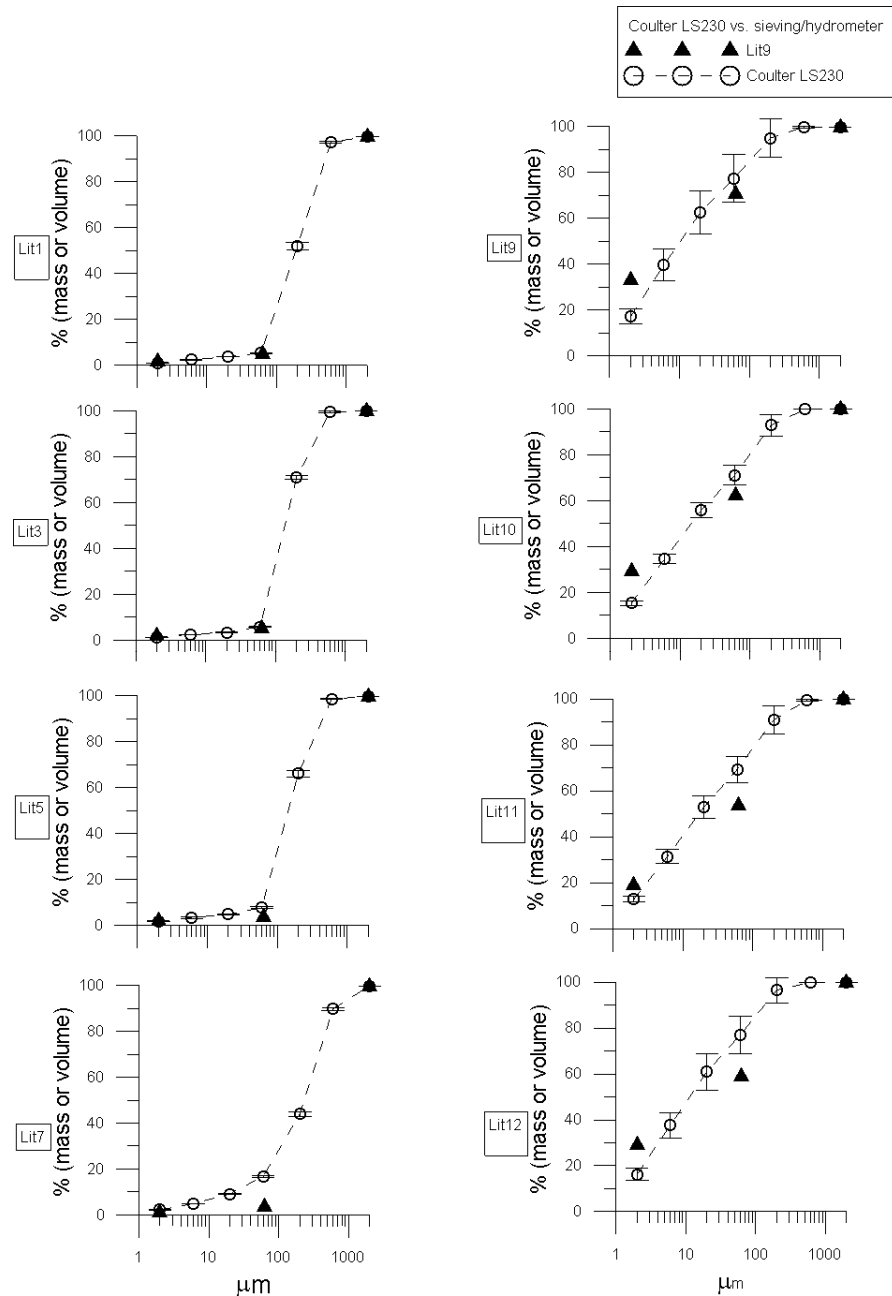 Coulter LS230 vs. sieving/hydrometer
Lit9
Coulter LS230
100
80
60
40
20
0
% (mass or volume)
Lit1
100
80
60
40
20
0
% (mass or volume)
Lit9
100
80
60
40
20
0
% (mass or volume)
Lit3
100
80
60
40
20
0
% (mass or volume)
Lit10
100
80
60
40
20
0
% (mass or volume)
Lit5
100
80
60
40
20
0
% (mass or volume)
Lit11
100
80
60
40
20
0
% (mass or volume)
Lit7
1 10 100 1000
μm
100
80
60
40
20
0
% (mass or volume)
Lit12
1 10 100 1000
μm